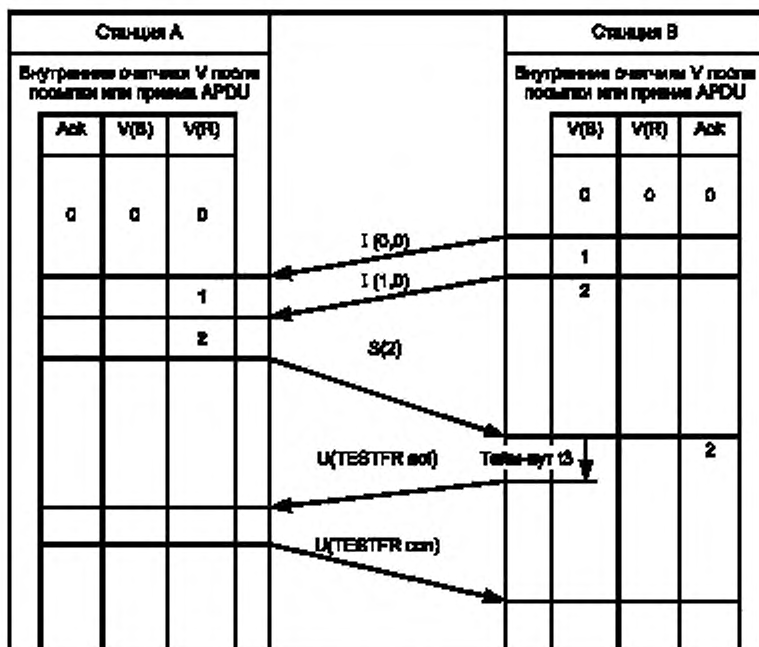 Станция A
Станция B
Внутренние счетчики V после
посылки или приема APDU
Внутренние счетчики V после
посылки или приема APDU
Ack V(S) V(R)
V(S) V(R) Ack
0 0 0
0 0 0
I (0,0)
1
I (1,0)
1
2
2
S(2)
2
U(TESTFR act)
Тайм-аут t3
U(TESTFR con)